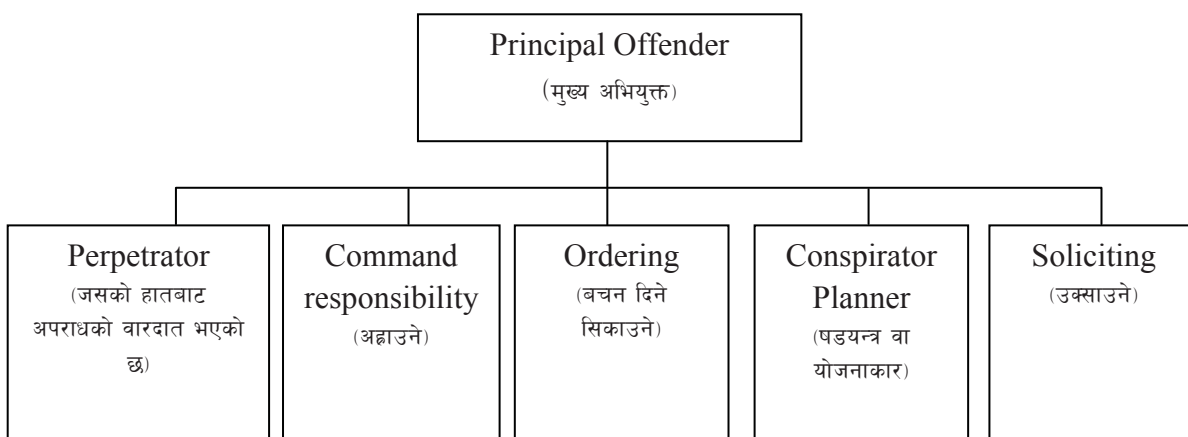 Principal Offender
(मुख्य अभियुक्त)
Perpetrator
(जसको हातबाट
अपराधको वारदात भएको
छ)
Command
responsibility
(अह्राउने)
Ordering
(बचन दिने
सिकाउने)
Conspirator
Planner
(षडयन्त्र वा
योजनाकार)
Soliciting
(उक्साउने)